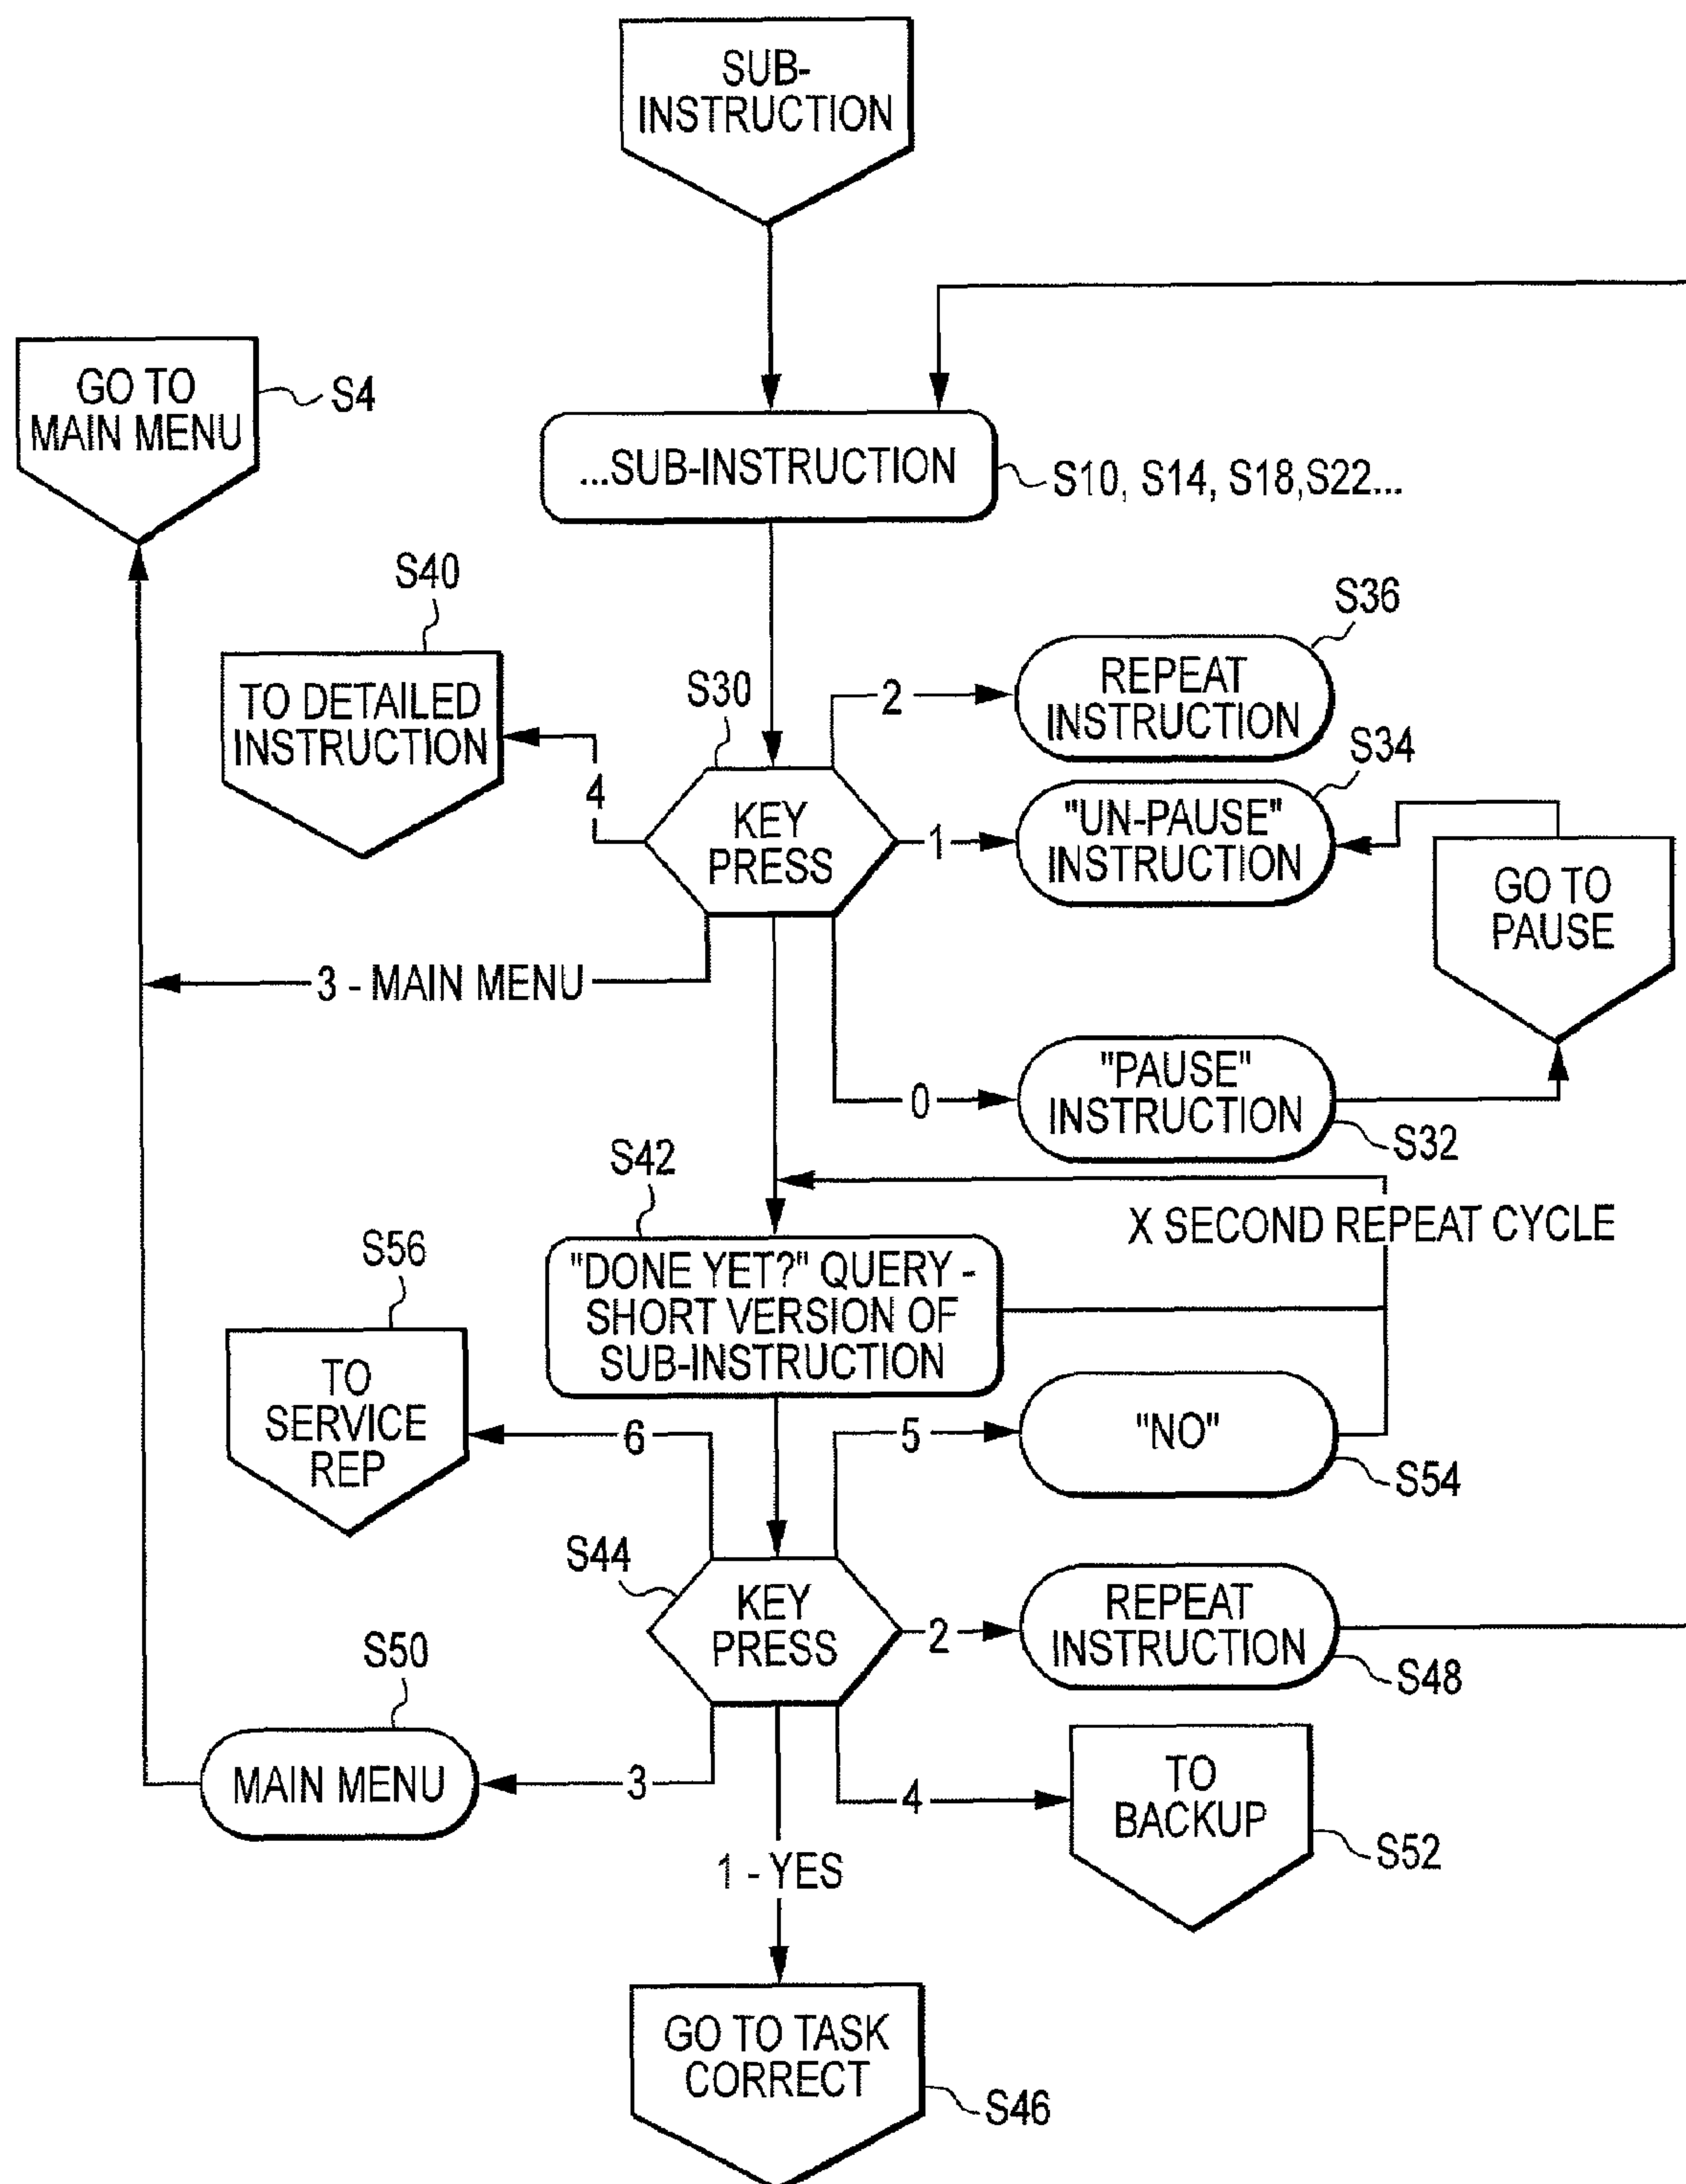 SUB-
INSTRUCTION
GO TO
MAIN MENU
S4
...SUB-INSTRUCTION
S10, S14, S18,S22...
S40
TO DETAILED
INSTRUCTION
4
S30
KEY
PRESS
2
REPEAT
INSTRUCTION
S36
1
"UN-PAUSE"
INSTRUCTION
S34
GO TO
PAUSE
3 - MAIN MENU
0
"PAUSE"
INSTRUCTION
S32
S42
X SECOND REPEAT CYCLE
"DONE YET?" QUERY -
SHORT VERSION OF
SUB-INSTRUCTION
S56
TO
SERVICE
REP
6
5
"NO"
S54
S44
KEY
PRESS
2
REPEAT
INSTRUCTION
S48
S50
MAIN MENU
3
4
TO
BACKUP
S52
1 - YES
GO TO TASK
CORRECT
S46